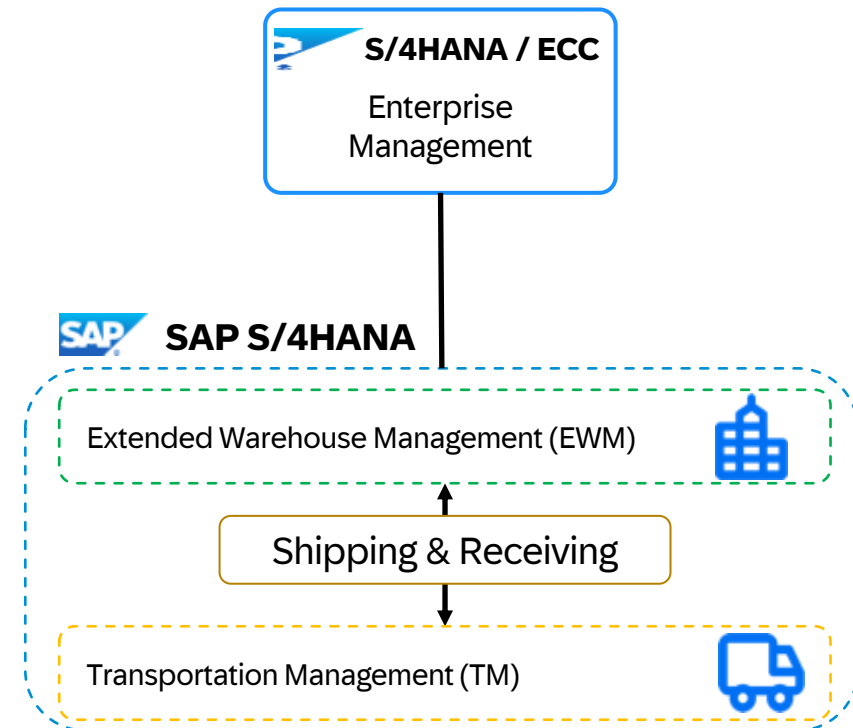 S/4HANA / ECC
Enterprise
Management
SAP
SAP S/4HANA
Extended Warehouse Management (EWM)
Shipping & Receiving
Transportation Management (TM)